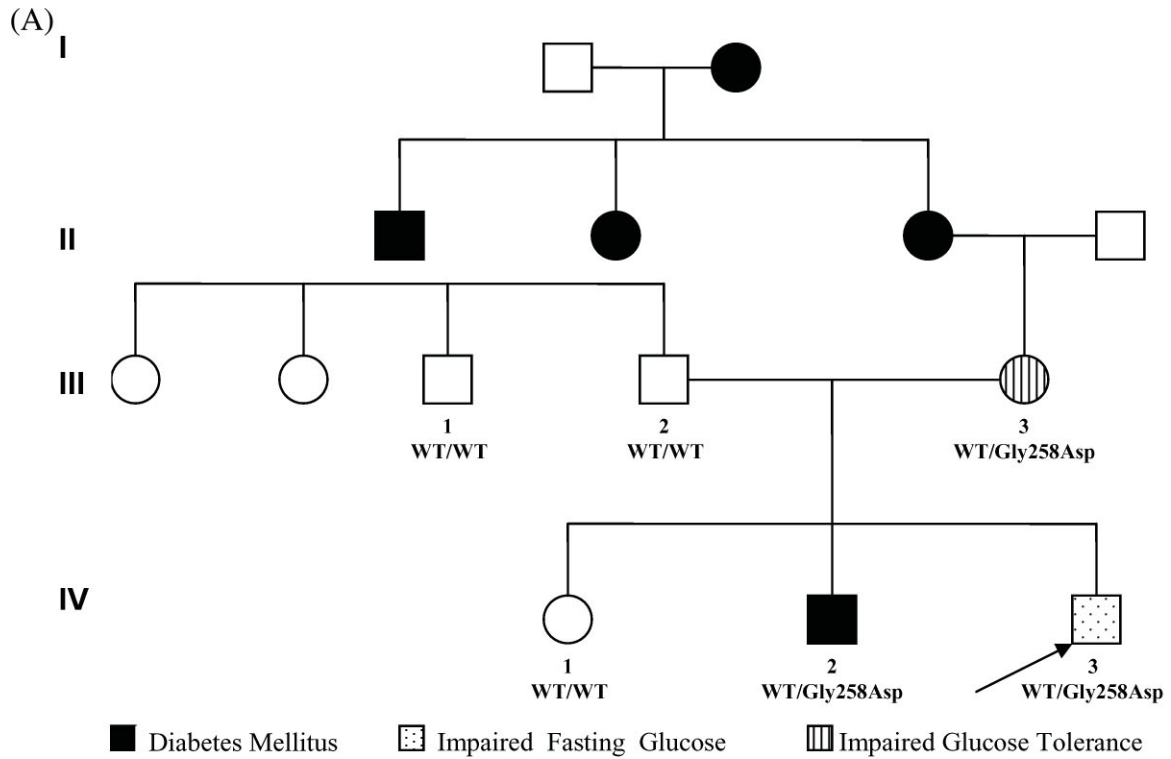 (A)
I
II
III
1
WT/WT
2
WT/WT
3
WT/Gly258Asp
IV
1
WT/WT
2
WT/Gly258Asp
3
WT/Gly258Asp
Diabetes Mellitus
Impaired Fasting Glucose
Impaired Glucose Tolerance